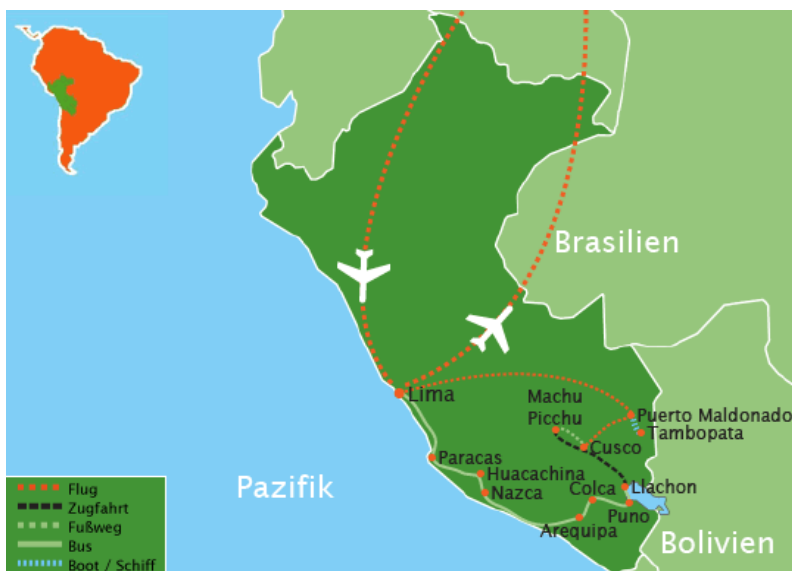 Brasilien
Lima
Machu
Picchu
Puerto Maldonado
Tambopata
Cusco
Paracas
Huacachina
Nazca
Colca
Llachon
Puno
Arequipa
Pazifik
Bolivien
Flug
Zugfahrt
Fußweg
Bus
Boot / Schiff